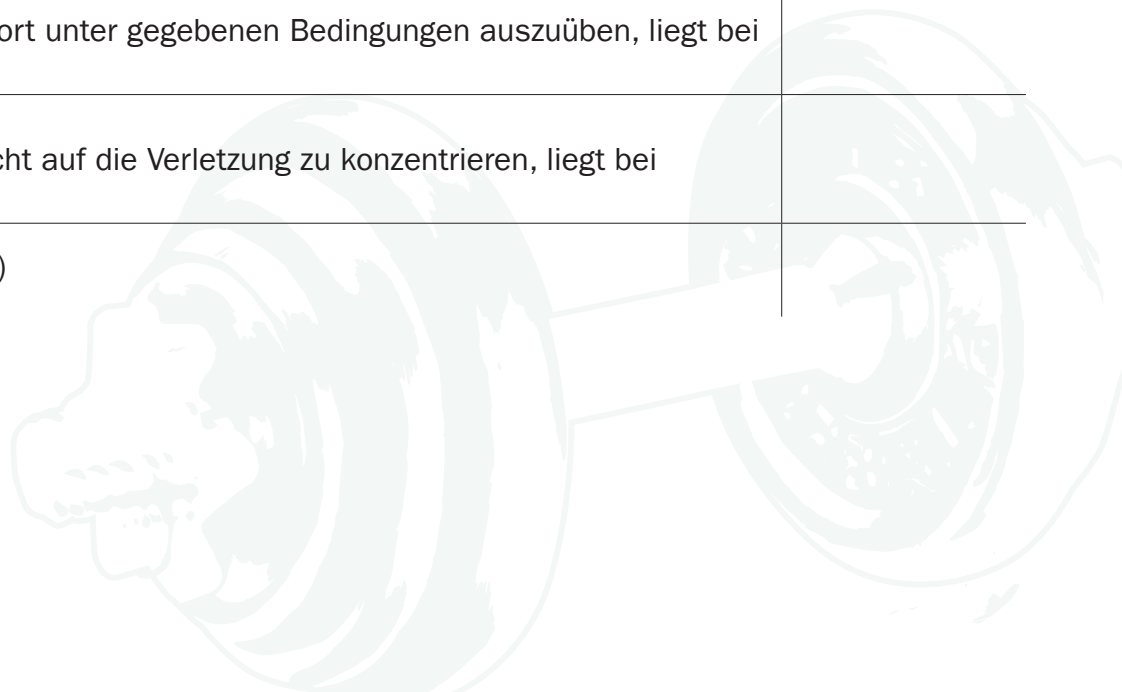 ort unter gegebenen Bedingungen auszuüben, liegt bei
cht auf die Verletzung zu konzentrieren, liegt bei
)